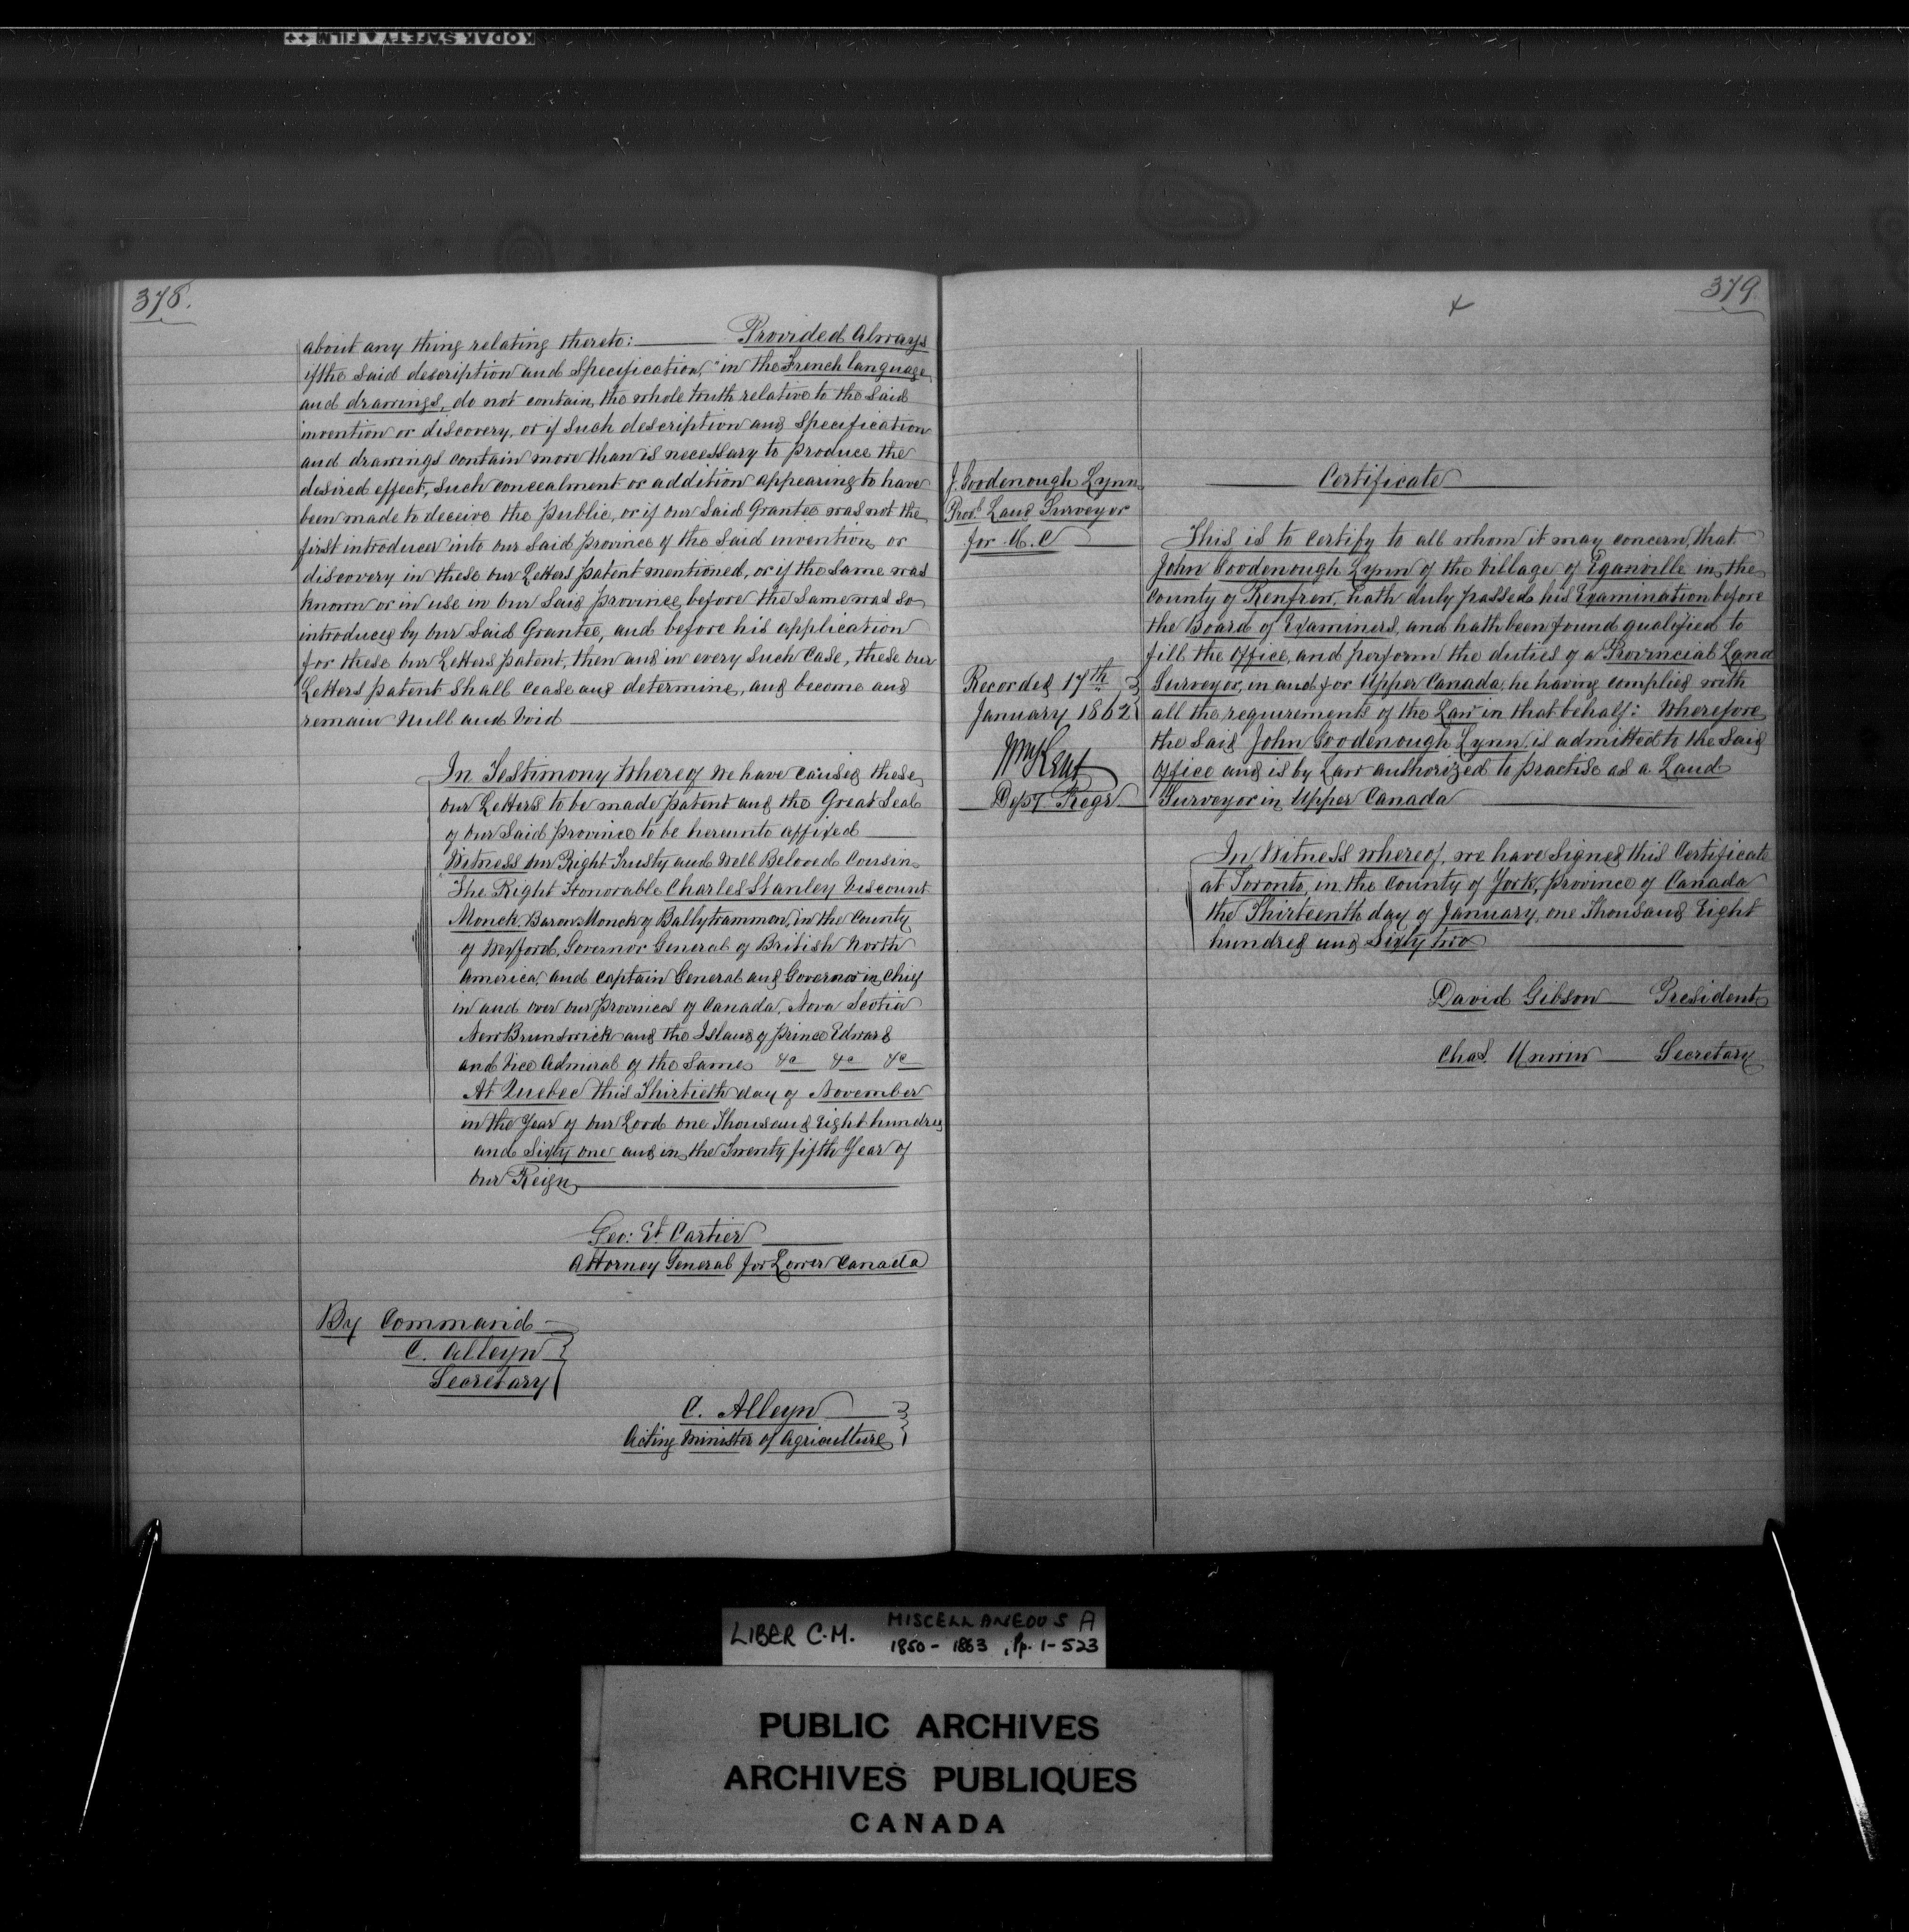 KODAK SAFETY FILM ++
378.
about any thing relating thereto: Provided Always
if the Said description and Specification, "in the French language
and drawings, do not contain the whole truth relative to the Said
invention or discovery, or if Such description and Specification
and drawings contain more than is necessary to produce the
desired effect, Such concealment or addition appearing to have
been made to deceive the public, or if our Said Grantee was not the
first introducer into our Said province of the Said invention or
discovery in these our Letters patent mentioned, or if the Same was
known or in use in our Said province before the Same was so
introduced by our Said Grantee, and before his application
for these our Letters patent, then and in every Such Case, these our
Letters patent Shall Cease and determine, and become and
remain Null and Void
In Testimony Whereof We have caused these
our Letters to be made patent and the Great Seal
of our Said province to be hereunto affixed
Witness our Right Trusty and Well Beloved Cousin
The Right Honorable Charles Stanley Viscount
Monck Baron Monck of Ballytrammon, in the County
of Wexford, Governor General of British North
America, and Captain General and Governor in Chief
in and over our provinces of Canada, Nova Scotia
New Brunswick and the Island of prince Edward
and Vice Admiral of the Same &c &c &c
At Quebec this Thirtieth day of November
in the Year of our Lord one Thousand Eight hundred
and Sixty one and in the Twenty fifth Year of
our Reign
Geo: Et Cartier
Attorney General for Lower Canada
By Command
C. Alleyn
Secretary
C. Alleyn
Acting Minister of Agriculture
379
J. Goodenough Lynn
Provl Land Surveyor
for U. C
Recorded 17th
January 1862
Wm Kent
Depy Regr
Certificate
This is to Certify to all whom it may concern, that
John Goodenough Lynn of the Village of Eganville in the
County of Renfrew, hath duly passed his Examination before
the Board of Examiners, and hath been found qualified to
fill the Office, and perform the duties of a Provincial Land
Surveyor, in and for Upper Canada, he having complied with
all the requirements of the Law in that behalf: Wherefore
the Said John Goodenough Lynn is admitted to the Said
Office and is by Law authorized to practise as a Land
Surveyor in Upper Canada
In Witness whereof, we have Signed this Certificate
at Toronto, in the County of York, province of Canada
the Thirteenth day of January, one Thousand Eight
hundred and Sixty two
David Gibson President
Chas. Unwin Secretary
LIBER C.M. MISCELLANEOUS A
1850 - 1863, Pp. 1-523
PUBLIC ARCHIVES
ARCHIVES PUBLIQUES
CANADA